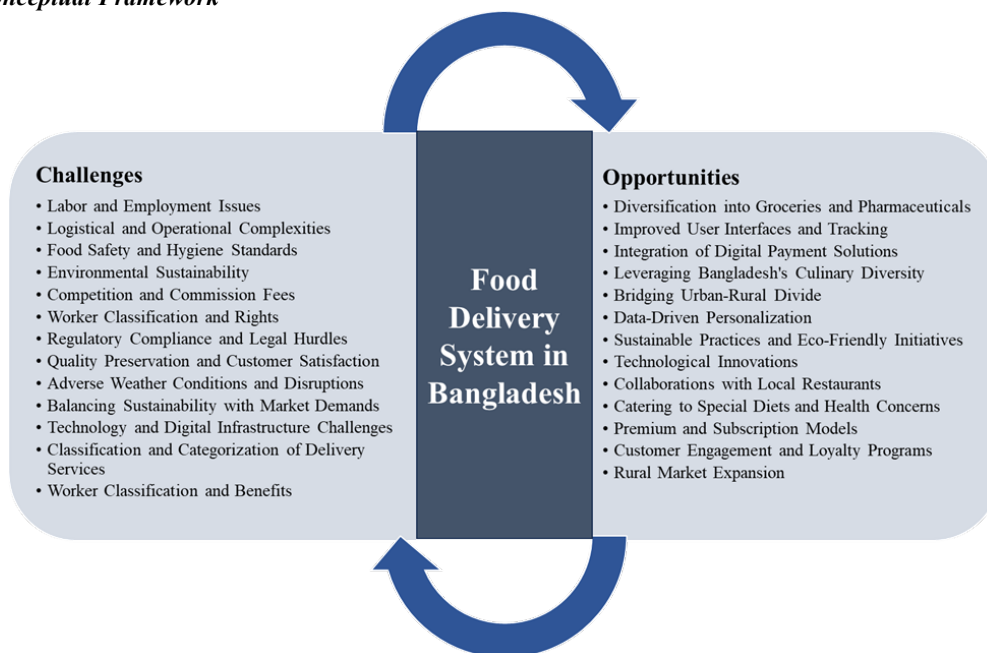 Conceptual Framework
Challenges
• Labor and Employment Issues
• Logistical and Operational Complexities
• Food Safety and Hygiene Standards
• Environmental Sustainability
• Competition and Commission Fees
• Worker Classification and Rights
• Regulatory Compliance and Legal Hurdles
• Quality Preservation and Customer Satisfaction
• Adverse Weather Conditions and Disruptions
• Balancing Sustainability with Market Demands
• Technology and Digital Infrastructure Challenges
• Classification and Categorization of Delivery
Services
• Worker Classification and Benefits
Food
Delivery
System in
Bangladesh
Opportunities
• Diversification into Groceries and Pharmaceuticals
• Improved User Interfaces and Tracking
• Integration of Digital Payment Solutions
• Leveraging Bangladesh's Culinary Diversity
• Bridging Urban-Rural Divide
• Data-Driven Personalization
• Sustainable Practices and Eco-Friendly Initiatives
• Technological Innovations
• Collaborations with Local Restaurants
• Catering to Special Diets and Health Concerns
• Premium and Subscription Models
• Customer Engagement and Loyalty Programs
• Rural Market Expansion